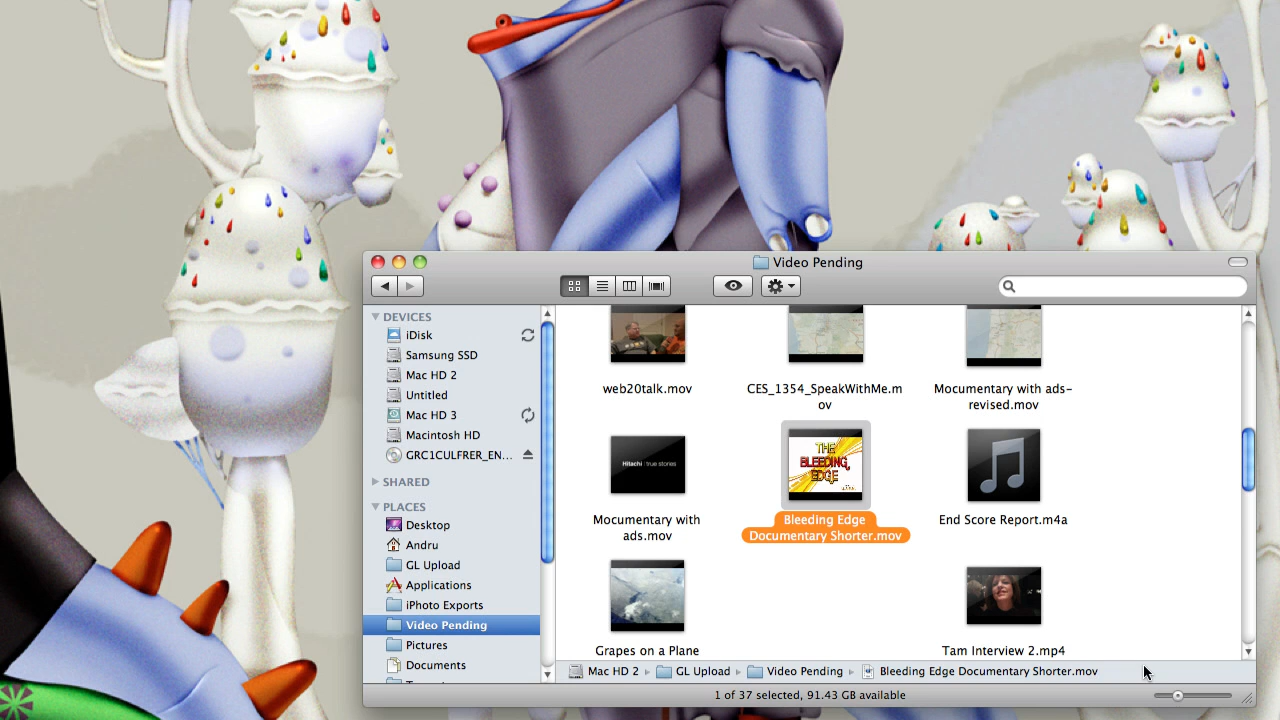 Video Pending
DEVICES
iDisk
Samsung SSD
Mac HD 2
Untitled
Mac HD 3
Macintosh HD
GRC1CULFRER_EN...
SHARED
PLACES
Desktop
Andru
GL Upload
Applications
iPhoto Exports
Video Pending
Pictures
Documents
web20talk.mov
CES_1354_SpeakWithMe.m
ov
Mocumentary with ads-
revised.mov
Hitachi | true stories
Mocumentary with
ads.mov
THE
BLEEDING
EDGE
Bleeding Edge
Documentary Shorter.mov
End Score Report.m4a
Grapes on a Plane
Tam Interview 2.mp4
Mac HD 2 GL Upload Video Pending Bleeding Edge Documentary Shorter.mov
1 of 37 selected, 91.43 GB available